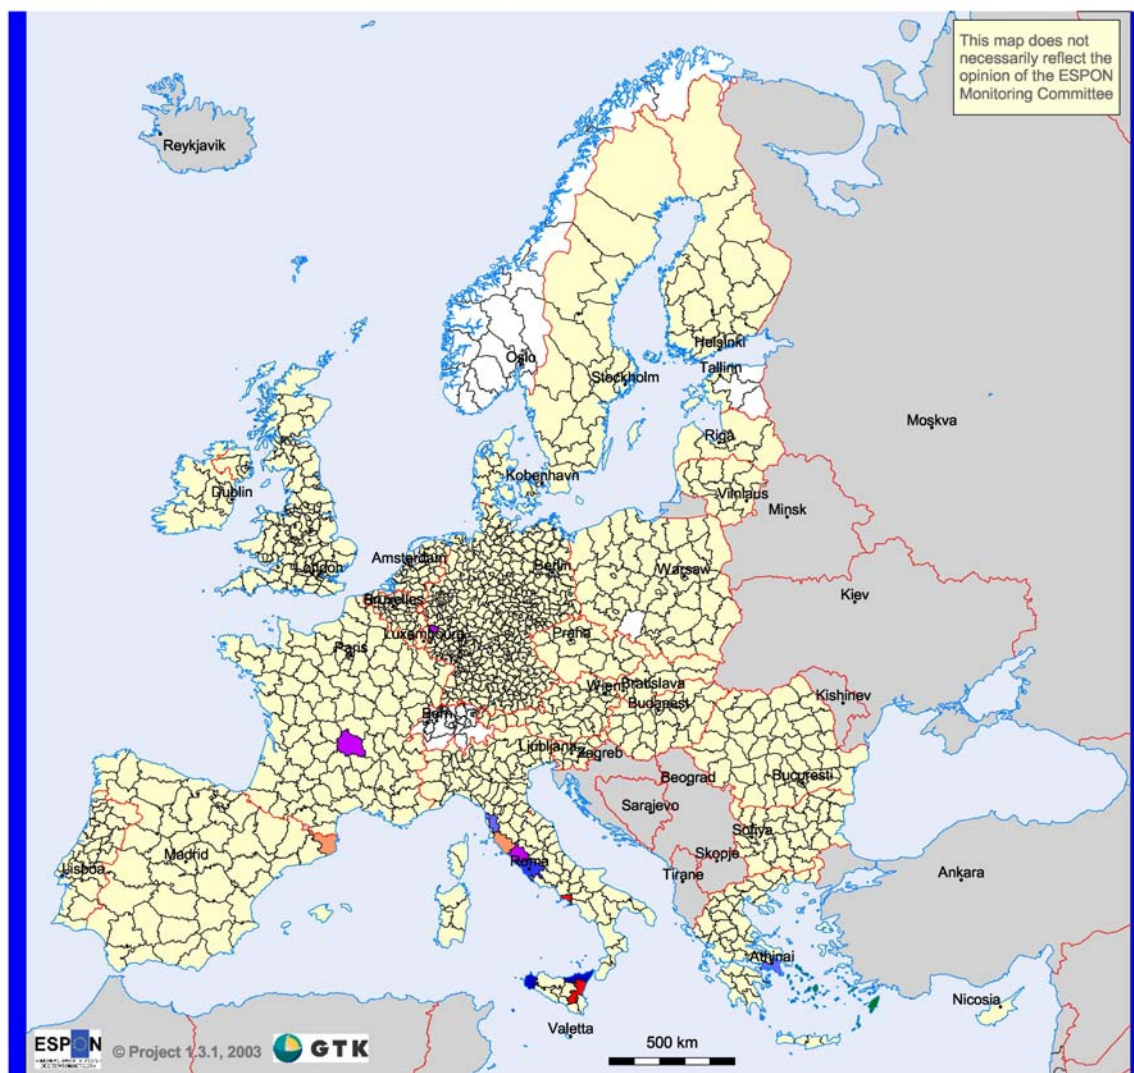 This map does not
necessarily reflect the
opinion of the ESPON
Monitoring Committee
Reykjavik
Oslo
Helsinki
Tallinn
Stockholm
Moskva
Riga
Kobenhavn
Dublin
Vilnlaus
Minsk
Amsterdam
London
Berlin
Warsaw
Kiev
Bruxelles
Luxembourg
Praha
Paris
Wien
Bratislava
Kishinev
Budapest
Bern
Ljubljana
Zagreb
Bucuresti
Beograd
Sarajevo
Sofiya
Madrid
Skopje
Roma
Lisboa
Tirane
Ankara
Athinai
Nicosia
Valetta
500 km
ESPON
© Project 1.3.1, 2003
GTK